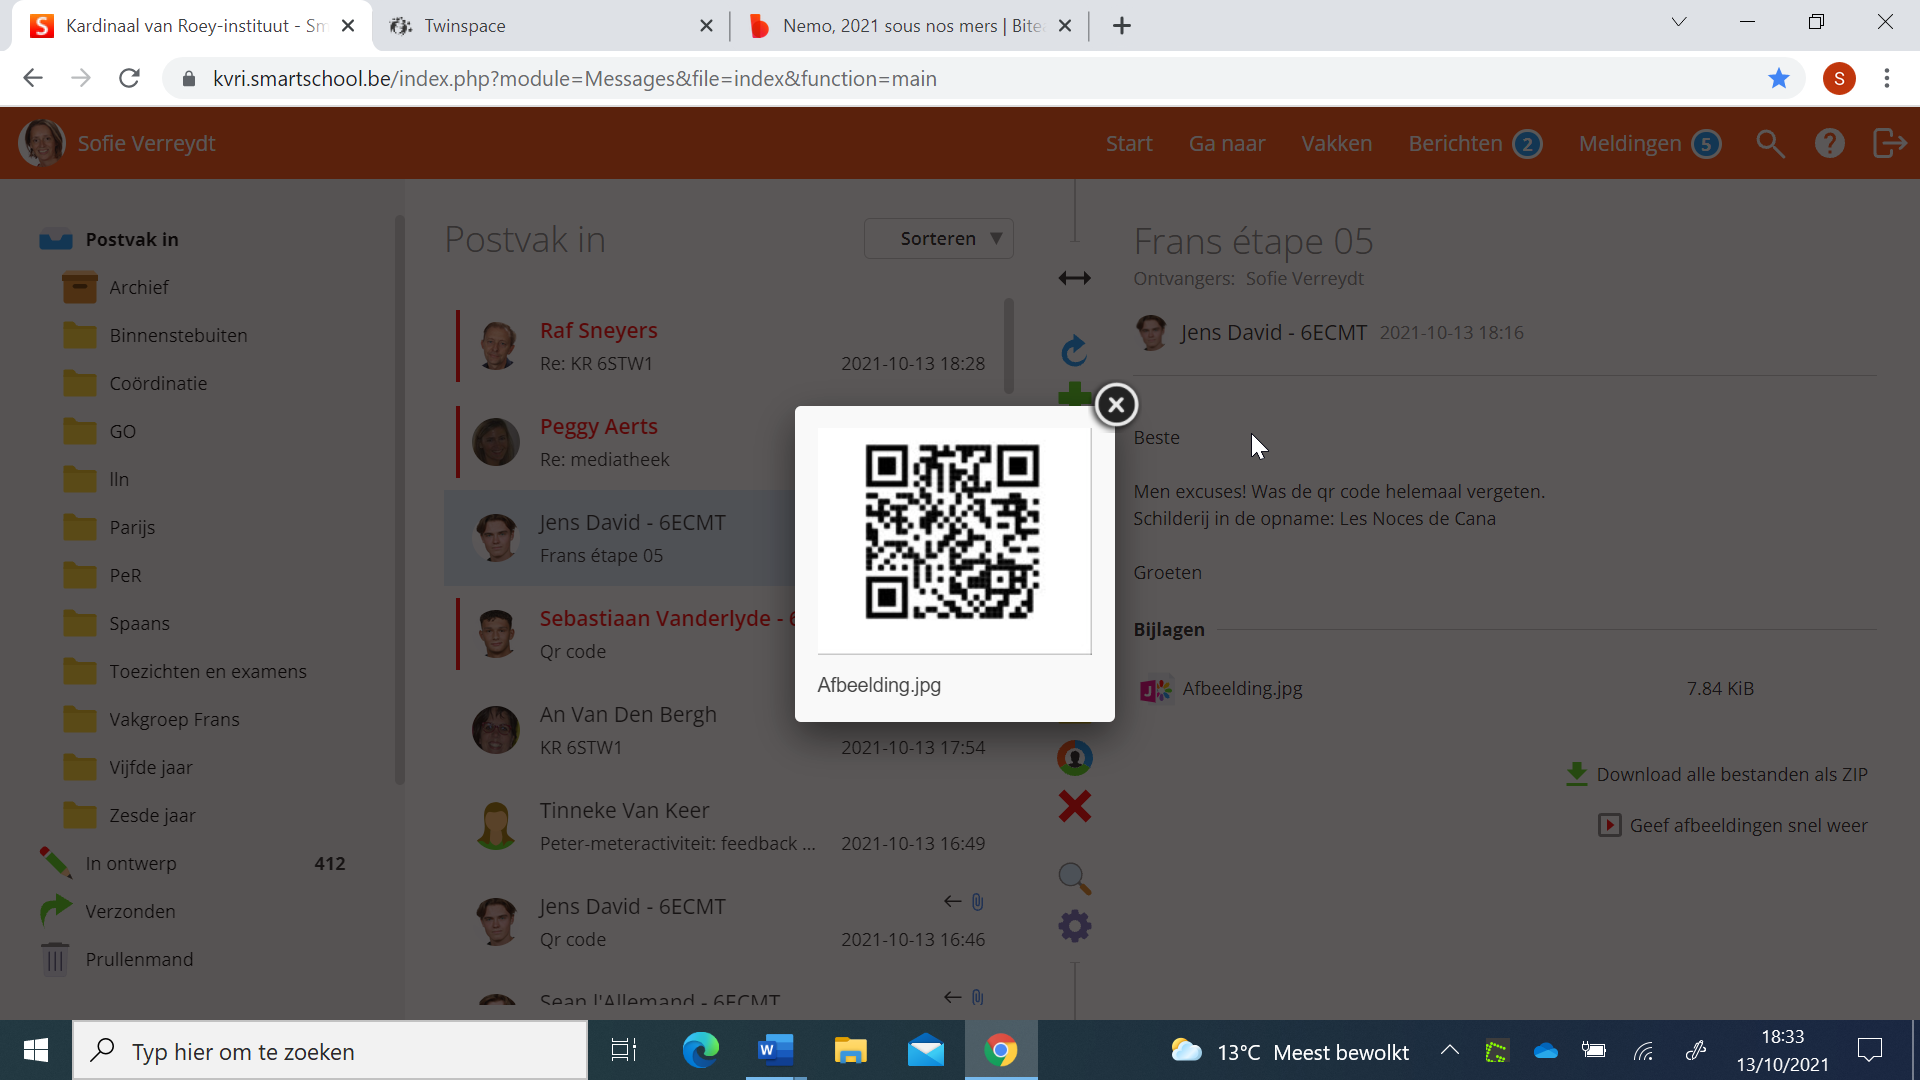 Kardinaal van Roey-instituut - Sm
Twinspace
Nemo, 2021 sous nos mers | Bite
kvri.smartschool.be/index.php?module=Messages&file=index&function=main
S
Sofie Verreydt
Start
Ga naar
Vakken
Berichten 2
Meldingen 5
Postvak in
Archief
Binnenstebuiten
Coördinatie
GO
lln
Parijs
PeR
Spaans
Toezichten en examens
Vakgroep Frans
Vijfde jaar
Zesde jaar
In ontwerp 412
Verzonden
Prullenmand
Postvak in
Sorteren
Raf Sneyers
Re: KR 6STW1 2021-10-13 18:28
Peggy Aerts
Re: mediatheek
Jens David - 6ECMT
Frans étape 05
Sebastiaan Vanderlyde - 6
Qr code
An Van Den Bergh
KR 6STW1 2021-10-13 17:54
Tinneke Van Keer
Peter-meteractiviteit: feedback ... 2021-10-13 16:49
Jens David - 6ECMT
Qr code 2021-10-13 16:46
Sean l'Allemand - 6ECMT
Afbeelding.jpg
Frans étape 05
Ontvangers: Sofie Verreydt
Jens David - 6ECMT 2021-10-13 18:16
Beste
Men excuses! Was de qr code helemaal vergeten.
Schilderij in de opname: Les Noces de Cana
Groeten
Bijlagen
Afbeelding.jpg 7.84 KiB
Download alle bestanden als ZIP
Geef afbeeldingen snel weer
Typ hier om te zoeken
13°C Meest bewolkt
18:33
13/10/2021